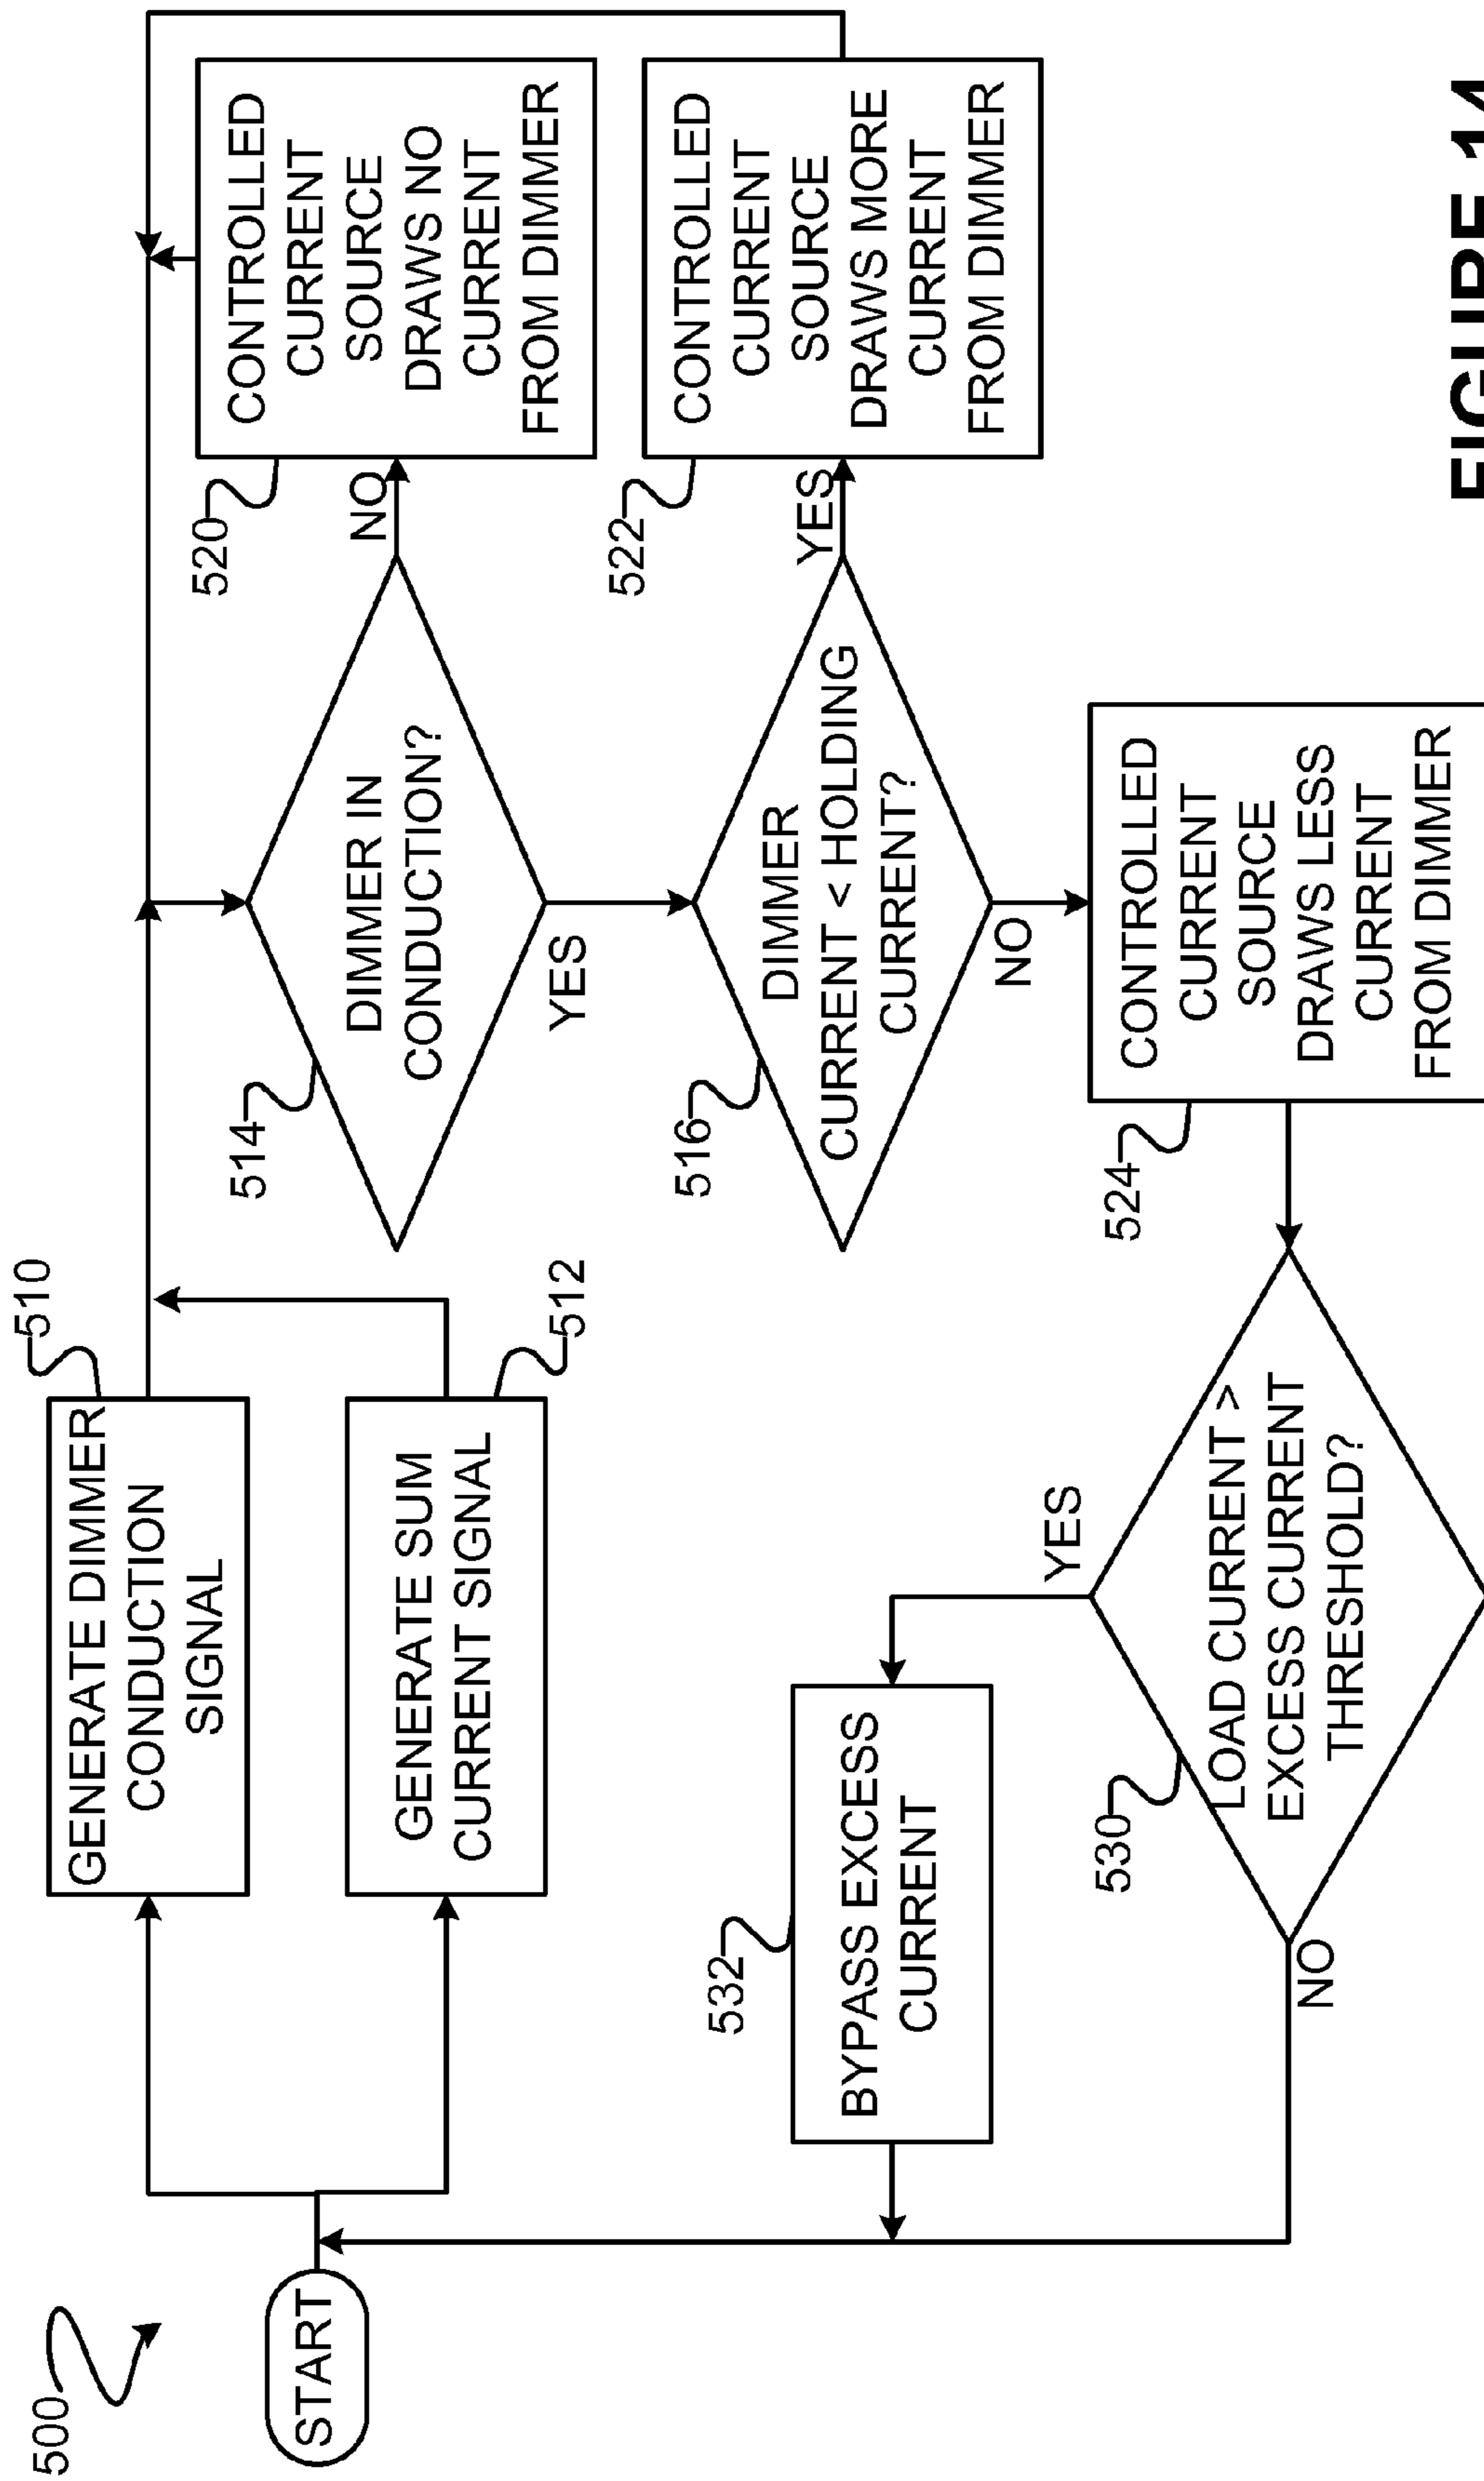 500
START
510
GENERATE DIMMER
CONDUCTION
SIGNAL
GENERATE SUM
CURRENT SIGNAL
512
514
DIMMER IN
CONDUCTION?
NO
YES
520
CONTROLLED
CURRENT
SOURCE
DRAWS NO
CURRENT
FROM DIMMER
516
DIMMER
CURRENT < HOLDING
CURRENT?
YES
NO
522
CONTROLLED
CURRENT
SOURCE
DRAWS MORE
CURRENT
FROM DIMMER
524
CONTROLLED
CURRENT
SOURCE
DRAWS LESS
CURRENT
FROM DIMMER
530
LOAD CURRENT >
EXCESS CURRENT
THRESHOLD?
YES
NO
532
BYPASS EXCESS
CURRENT
FIGURE 14